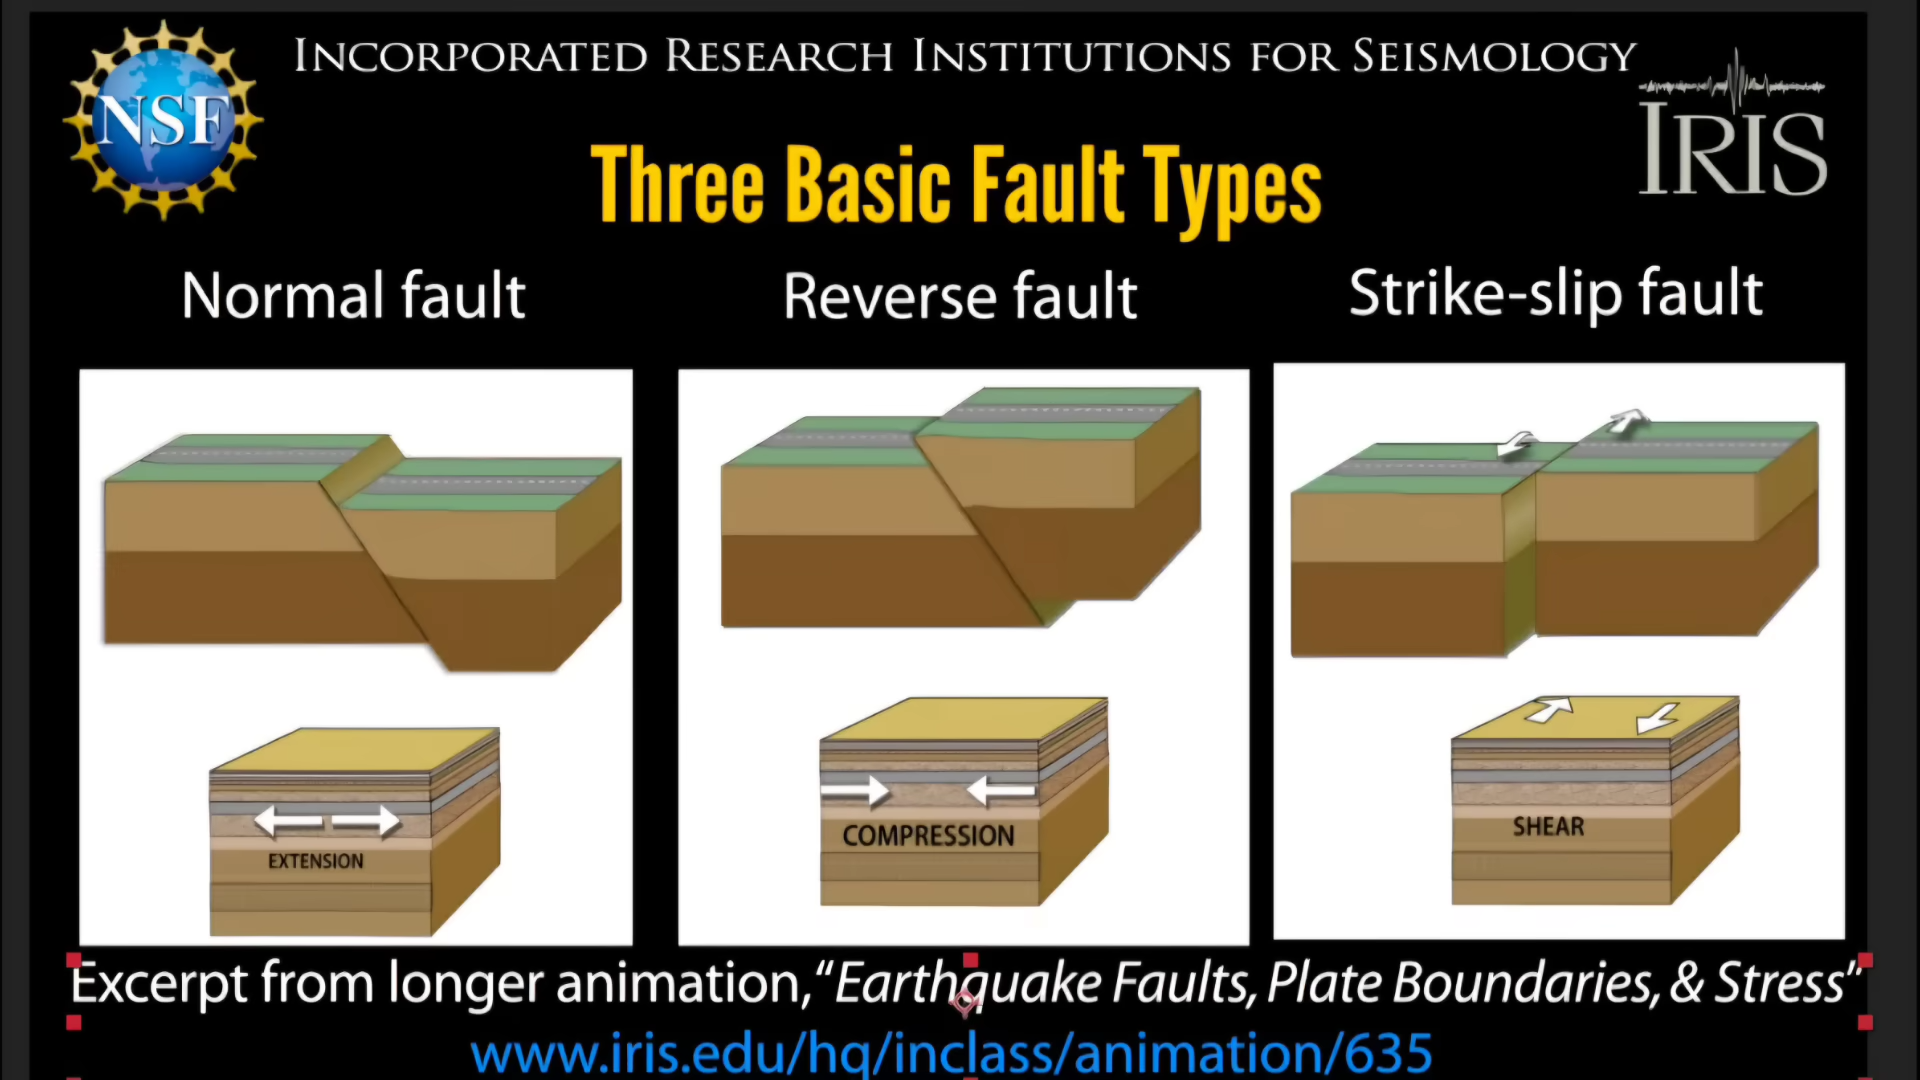 INCORPORATED RESEARCH INSTITUTIONS FOR SEISMOLOGY
NSF
IRIS
Three Basic Fault Types
Normal fault
Reverse fault
Strike-slip fault
EXTENSION
COMPRESSION
SHEAR
Excerpt from longer animation, “Earthquake Faults, Plate Boundaries, & Stress”
www.iris.edu/hq/inclass/animation/635